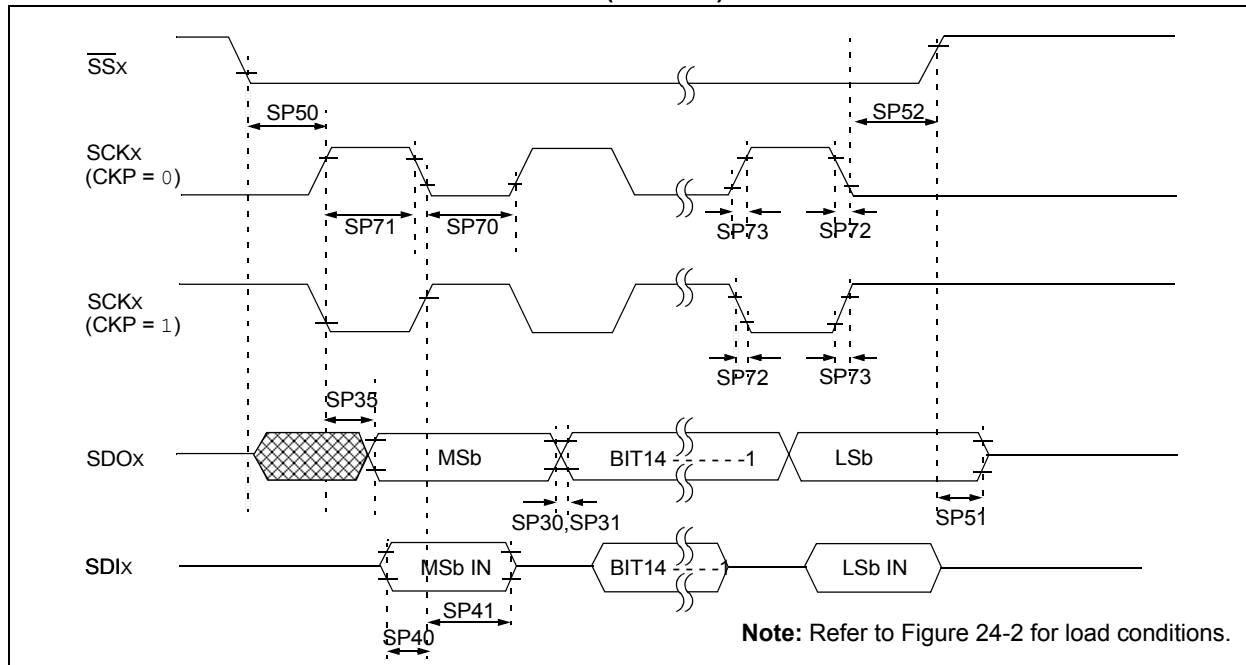 SSx
SP50
SP52
SCKx
(CKP = 0)
SP71
SP70
SP73
SP72
SCKx
(CKP = 1)
SP72
SP73
SP35
SDOx
MSb
BIT14 - - - - - -1
LSb
SP30,SP31
SP51
SDIx
MSb IN
BIT14 - - - - -1
LSb IN
SP41
SP40
Note: Refer to Figure 24-2 for load conditions.